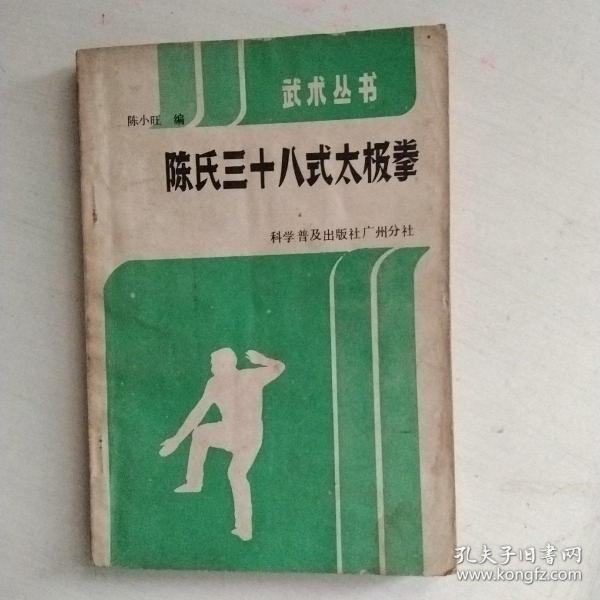 武术丛书
陈小旺 编
陈氏三十八式太极拳
科学普及出版社广州分社
孔夫子旧书网
www.kongfz.com